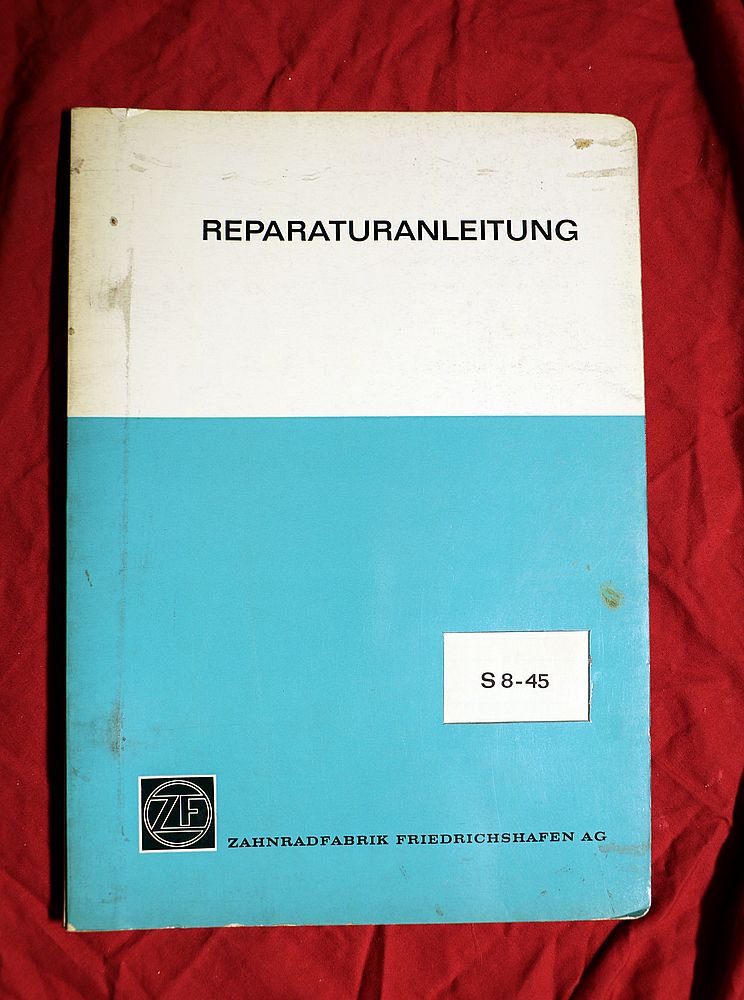 REPARATURANLEITUNG
S 8-45
ZF
ZAHNRADFABRIK FRIEDRICHSHAFEN AG